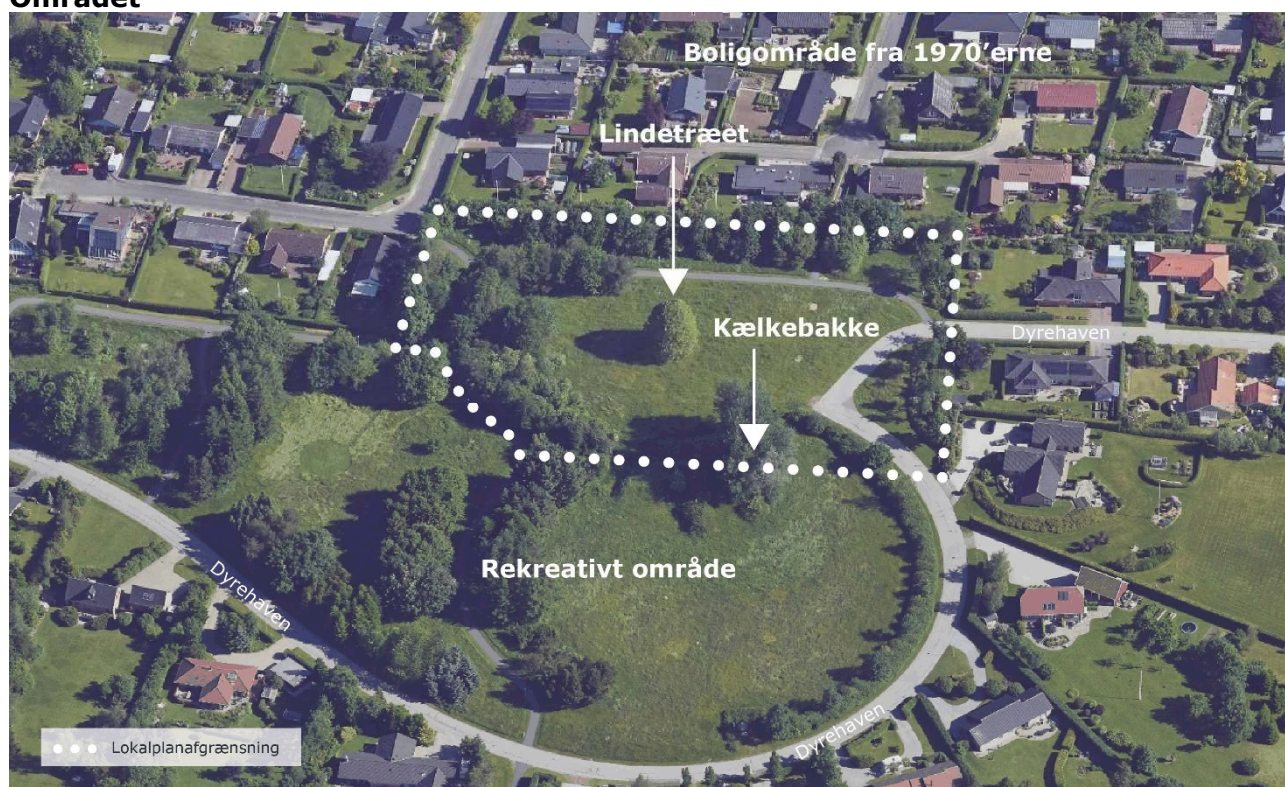 Området
Boligområde fra 1970'erne
Lindetræet
Kælkebakke
Dyrehaven
Rekreativt område
Dyrehaven
Dyrehaven
Lokalplanafgrænsning